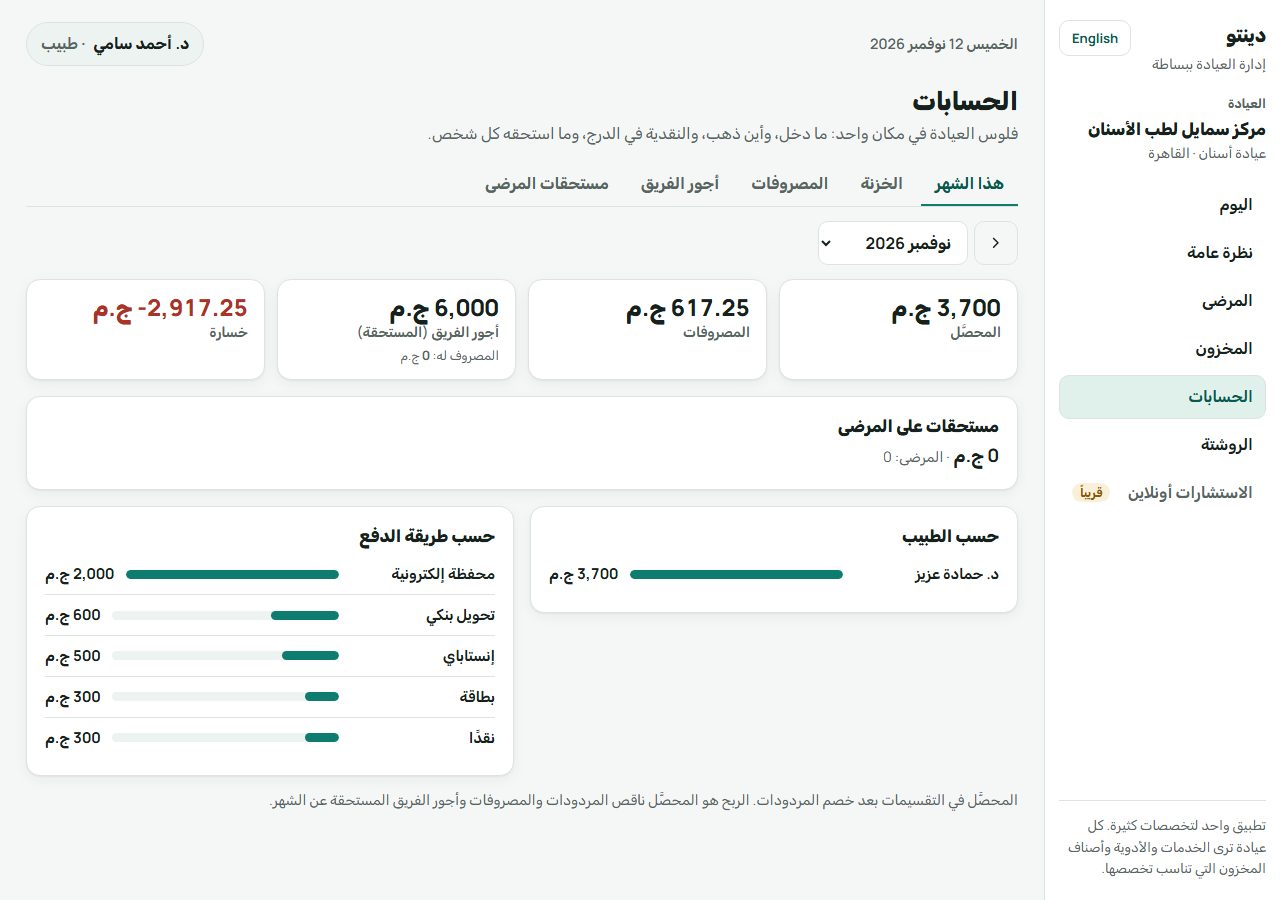 دينتو
English
إدارة العيادة ببساطة
العيادة
مركز سمايل لطب الأسنان
عيادة أسنان · القاهرة
اليوم
نظرة عامة
المرضى
المخزون
الحسابات
الروشتة
الاستشارات أونلاين قريباً
تطبيق واحد لتخصصات كثيرة. كل
عيادة ترى الخدمات والأدوية وأصناف
المخزون التي تناسب تخصصها.
الخميس 12 نوفمبر 2026
د. أحمد سامي · طبيب
الحسابات
فلوس العيادة في مكان واحد: ما دخل، وأين ذهب، والنقدية في الدرج، وما استحقه كل شخص.
هذا الشهر الخزنة المصروفات أجور الفريق مستحقات المرضى
نوفمبر 2026
3,700 ج.م
المحصَّل
617.25 ج.م
المصروفات
6,000 ج.م
أجور الفريق (المستحقة)
المصروف له: 0 ج.م
-2,917.25 ج.م
خسارة
مستحقات على المرضى
0 ج.م · المرضى: 0
حسب الطبيب
د. حمادة عزيز 3,700 ج.م
حسب طريقة الدفع
محفظة إلكترونية 2,000 ج.م
تحويل بنكي 600 ج.م
إنستاباي 500 ج.م
بطاقة 300 ج.م
نقدًا 300 ج.م
المحصَّل في التقسيمات بعد خصم المردودات. الربح هو المحصَّل ناقص المردودات والمصروفات وأجور الفريق المستحقة عن الشهر.